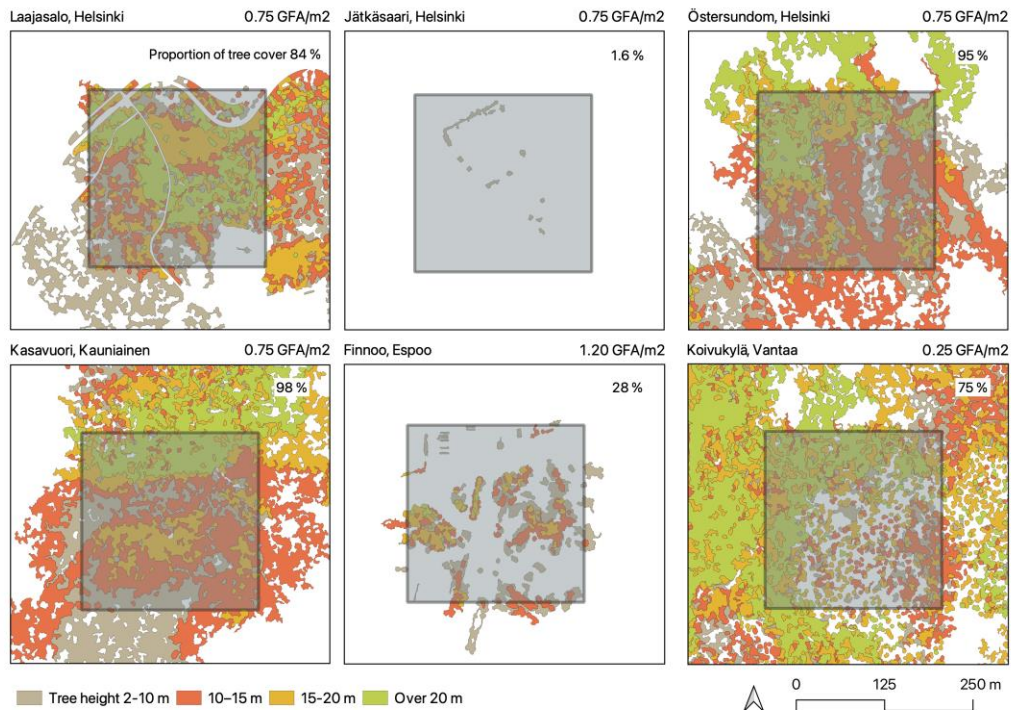 Laajasalo, Helsinki 0.75 GFA/m2
Proportion of tree cover 84 %
Jätkäsaari, Helsinki 0.75 GFA/m2
1.6 %
Östersundom, Helsinki 0.75 GFA/m2
95 %
Kasavuori, Kauniainen 0.75 GFA/m2
98 %
Finnoo, Espoo 1.20 GFA/m2
28 %
Koivukylä, Vantaa 0.25 GFA/m2
75 %
Tree height 2-10 m 10–15 m 15-20 m Over 20 m
0 125 250 m